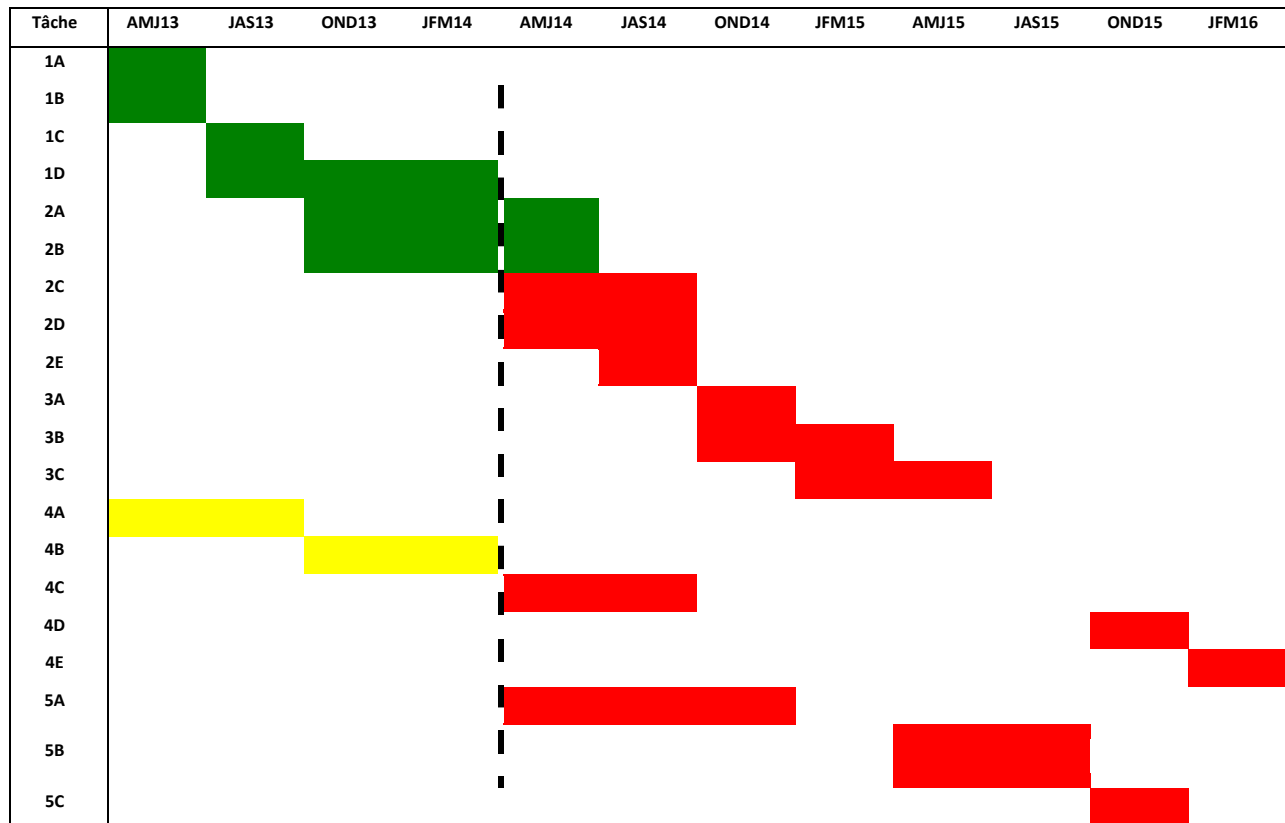 Tâche AMJ13 JAS13 OND13 JFM14 AMJ14 JAS14 OND14 JFM15 AMJ15 JAS15 OND15 JFM16
1A
1B
1C
1D
2A
2B
2C
2D
2E
3A
3B
3C
4A
4B
4C
4D
4E
5A
5B
5C